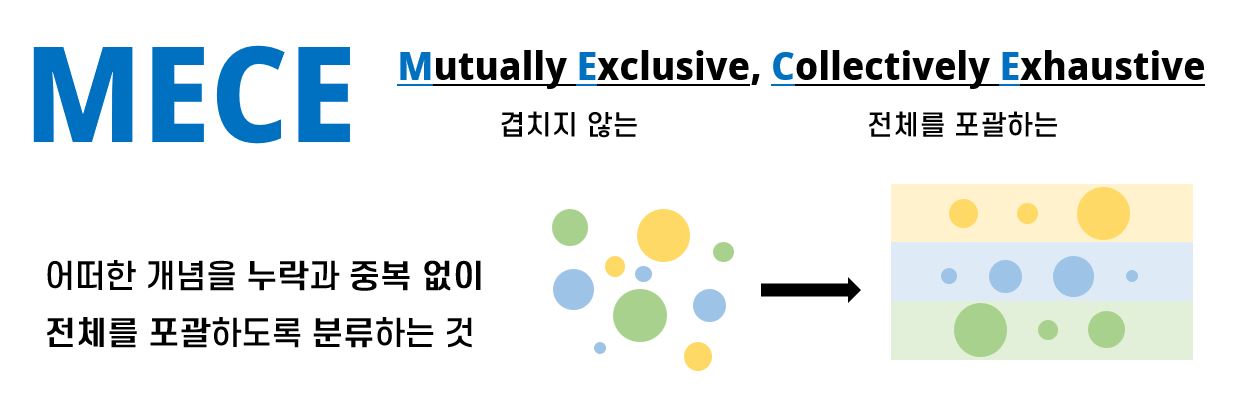 MECE
Mutually Exclusive, Collectively Exhaustive
겹치지 않는
전체를 포괄하는
어떠한 개념을 누락과 중복 없이
전체를 포괄하도록 분류하는 것